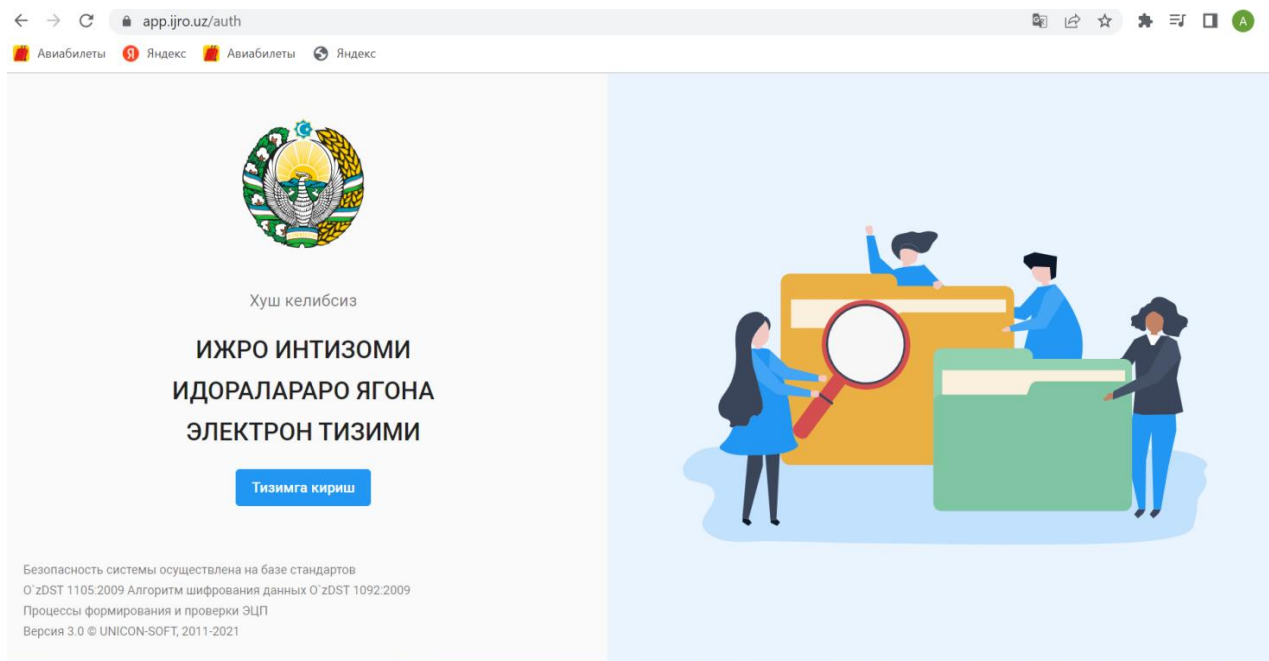 app.ijro.uz/auth
A
Авиабилеты Я Яндекс Авиабилеты Яндекс
Хуш келибсиз
ИЖРО ИНТИЗОМИ
ИДОРАЛАРАРО ЯГОНА
ЭЛЕКТРОН ТИЗИМИ
Тизимга кириш
Безопасность системы осуществлена на базе стандартов
O`zDST 1105:2009 Алгоритм шифрования данных O`zDST 1092:2009
Процессы формирования и проверки ЭЦП
Версия 3.0 © UNICON-SOFT, 2011-2021